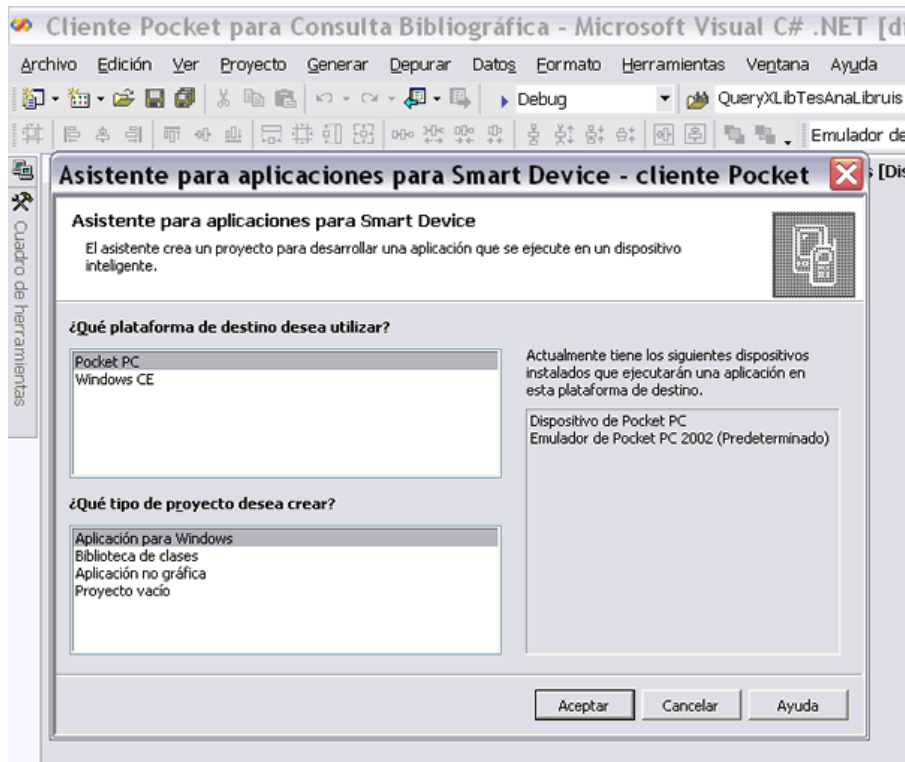 Cliente Pocket para Consulta Bibliográfica - Microsoft Visual C# .NET [di
Archivo Edición Ver Proyecto Generar Depurar Datos Formato Herramientas Ventana Ayuda
Debug QueryXLibTesAnaLibruis
Emulador de
Asistente para aplicaciones para Smart Device - cliente Pocket
s [Dis
Cuadro de herramientas
Asistente para aplicaciones para Smart Device
El asistente crea un proyecto para desarrollar una aplicación que se ejecute en un dispositivo
inteligente.
¿Qué plataforma de destino desea utilizar?
Pocket PC
Windows CE
Actualmente tiene los siguientes dispositivos
instalados que ejecutarán una aplicación en
esta plataforma de destino.
Dispositivo de Pocket PC
Emulador de Pocket PC 2002 (Predeterminado)
¿Qué tipo de proyecto desea crear?
Aplicación para Windows
Biblioteca de clases
Aplicación no gráfica
Proyecto vacío
Aceptar Cancelar Ayuda